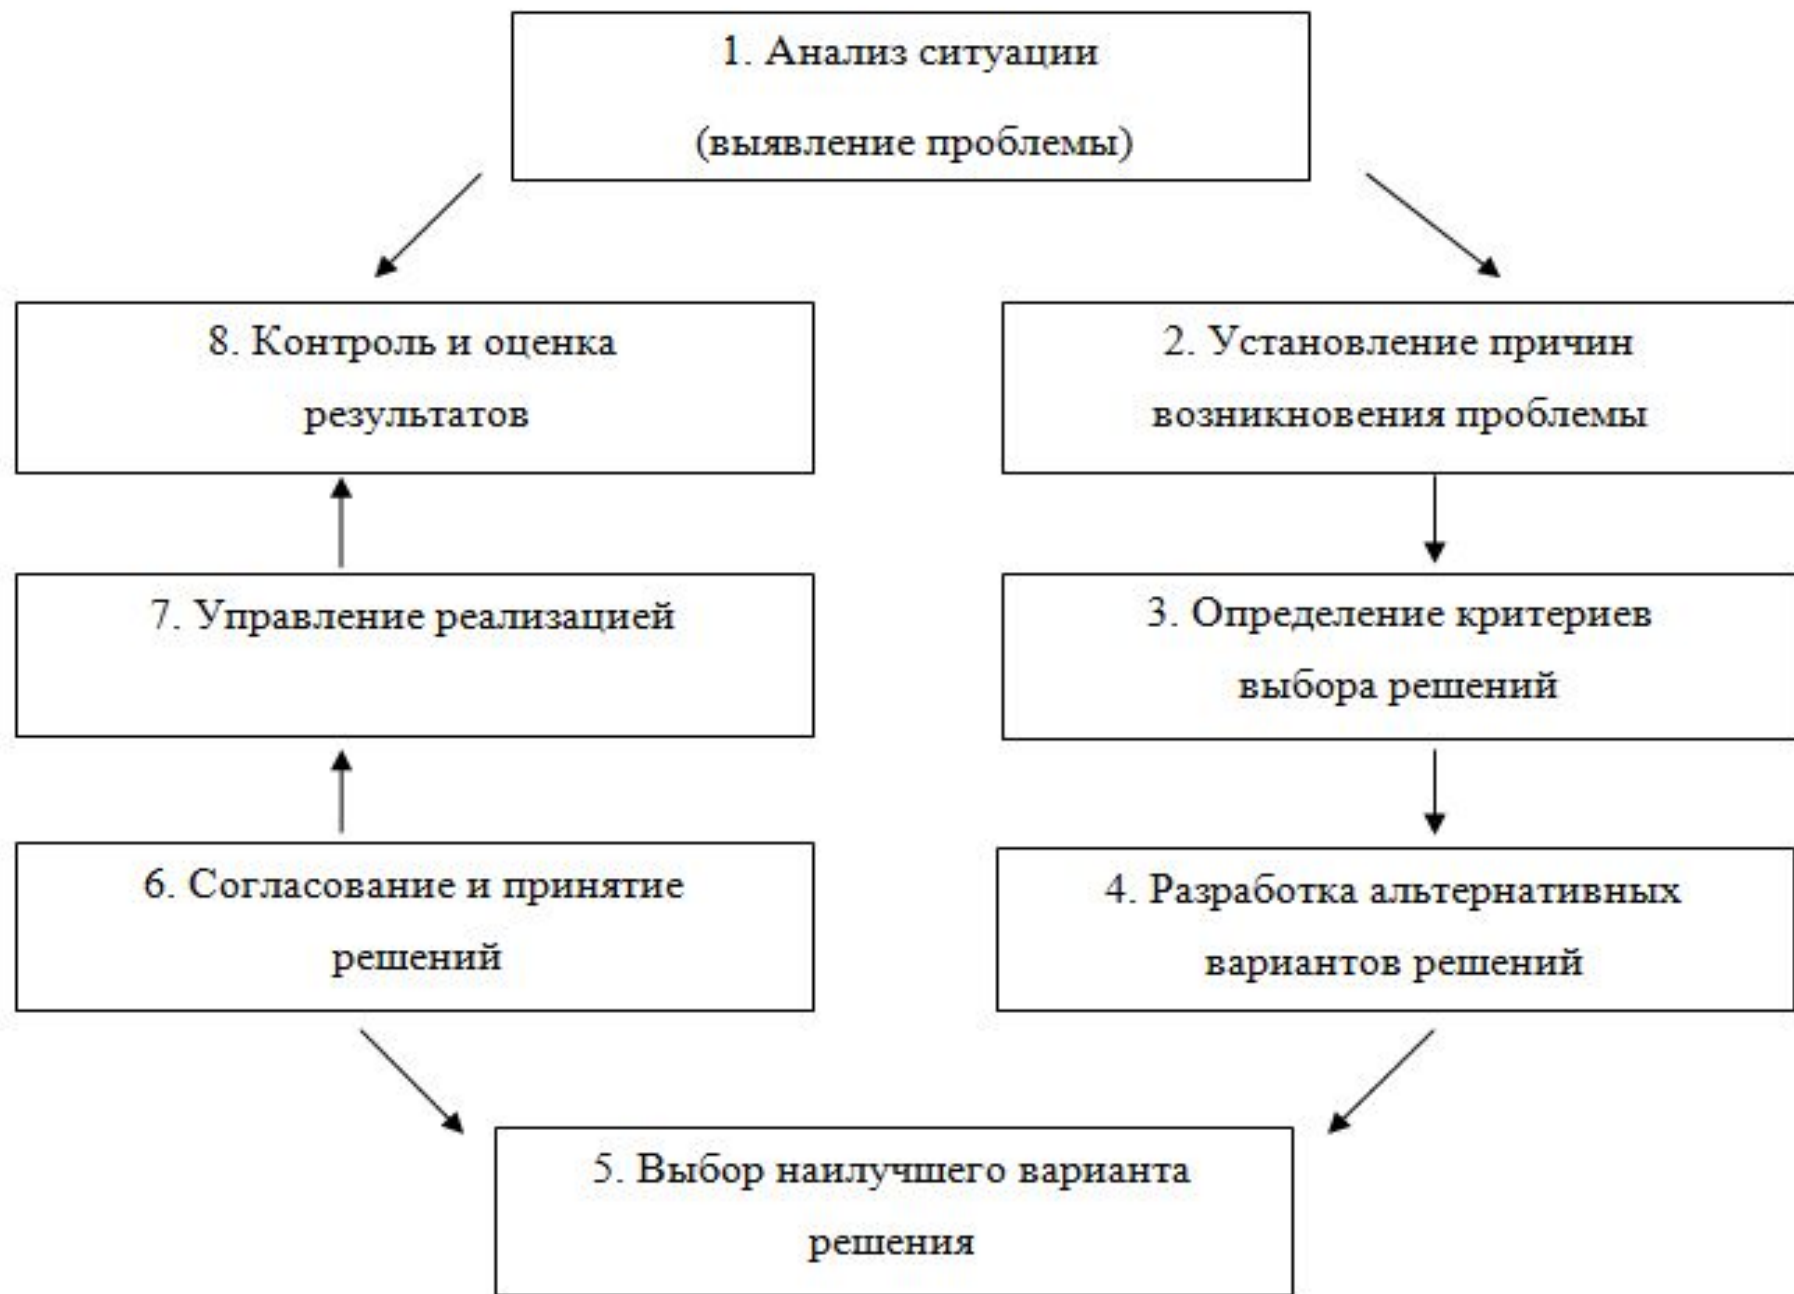 1. Анализ ситуации
(выявление проблемы)
8. Контроль и оценка
результатов
2. Установление причин
возникновения проблемы
7. Управление реализацией
3. Определение критериев
выбора решений
6. Согласование и принятие
решений
4. Разработка альтернативных
вариантов решений
5. Выбор наилучшего варианта
решения